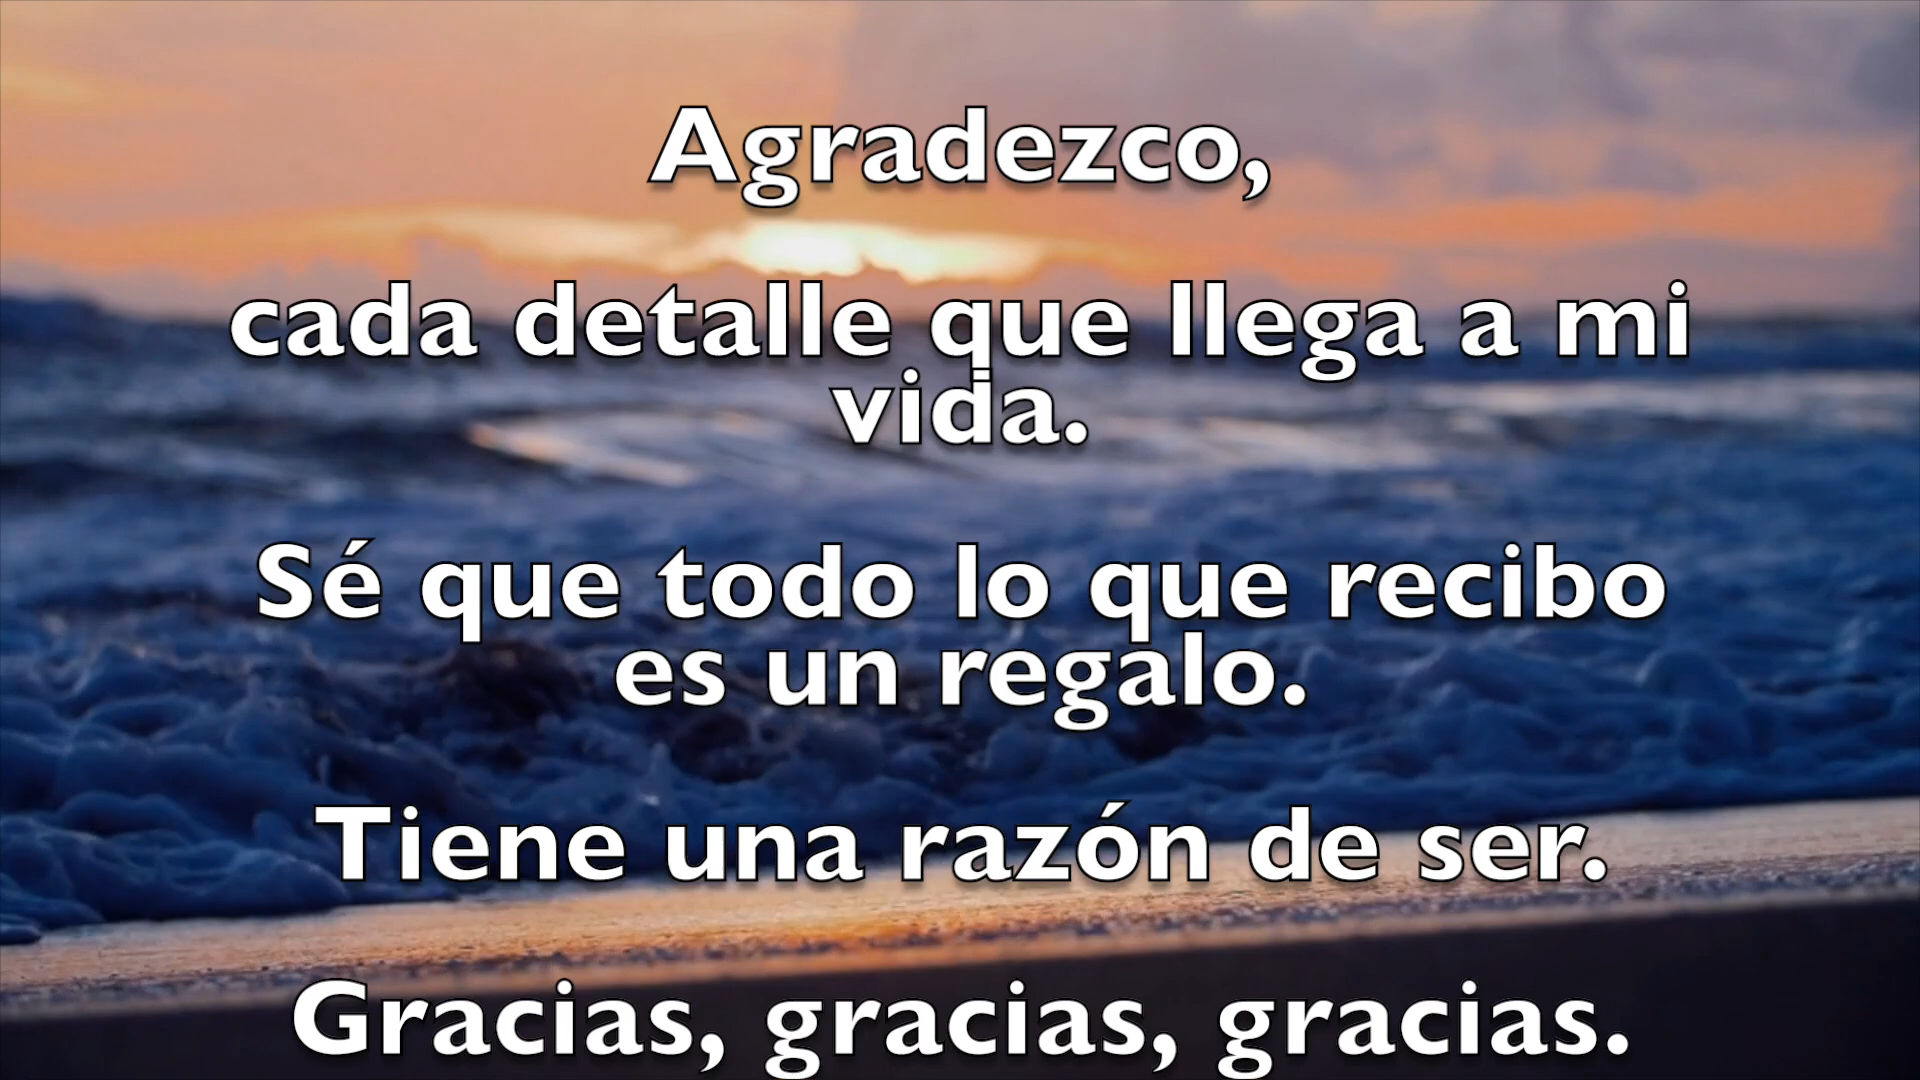 Agradezco,
cada detalle que llega a mi
vida.
Sé que todo lo que recibo
es un regalo.
Tiene una razón de ser.
Gracias, gracias, gracias.